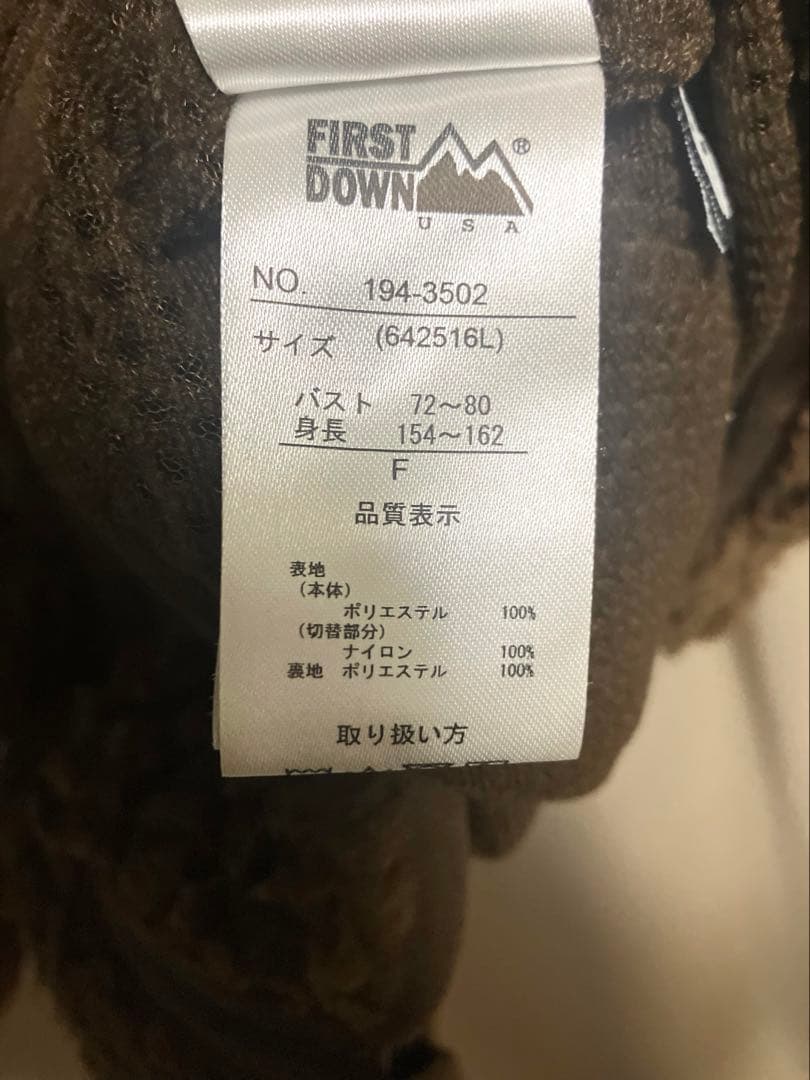 FIRST
DOWN ®
USA
NO. 194-3502
サイズ (642516L)
バスト 72～80
身長 154～162
F
品質表示
表地
(本体)
ポリエステル 100%
(切替部分)
ナイロン 100%
裏地 ポリエステル 100%
取り扱い方